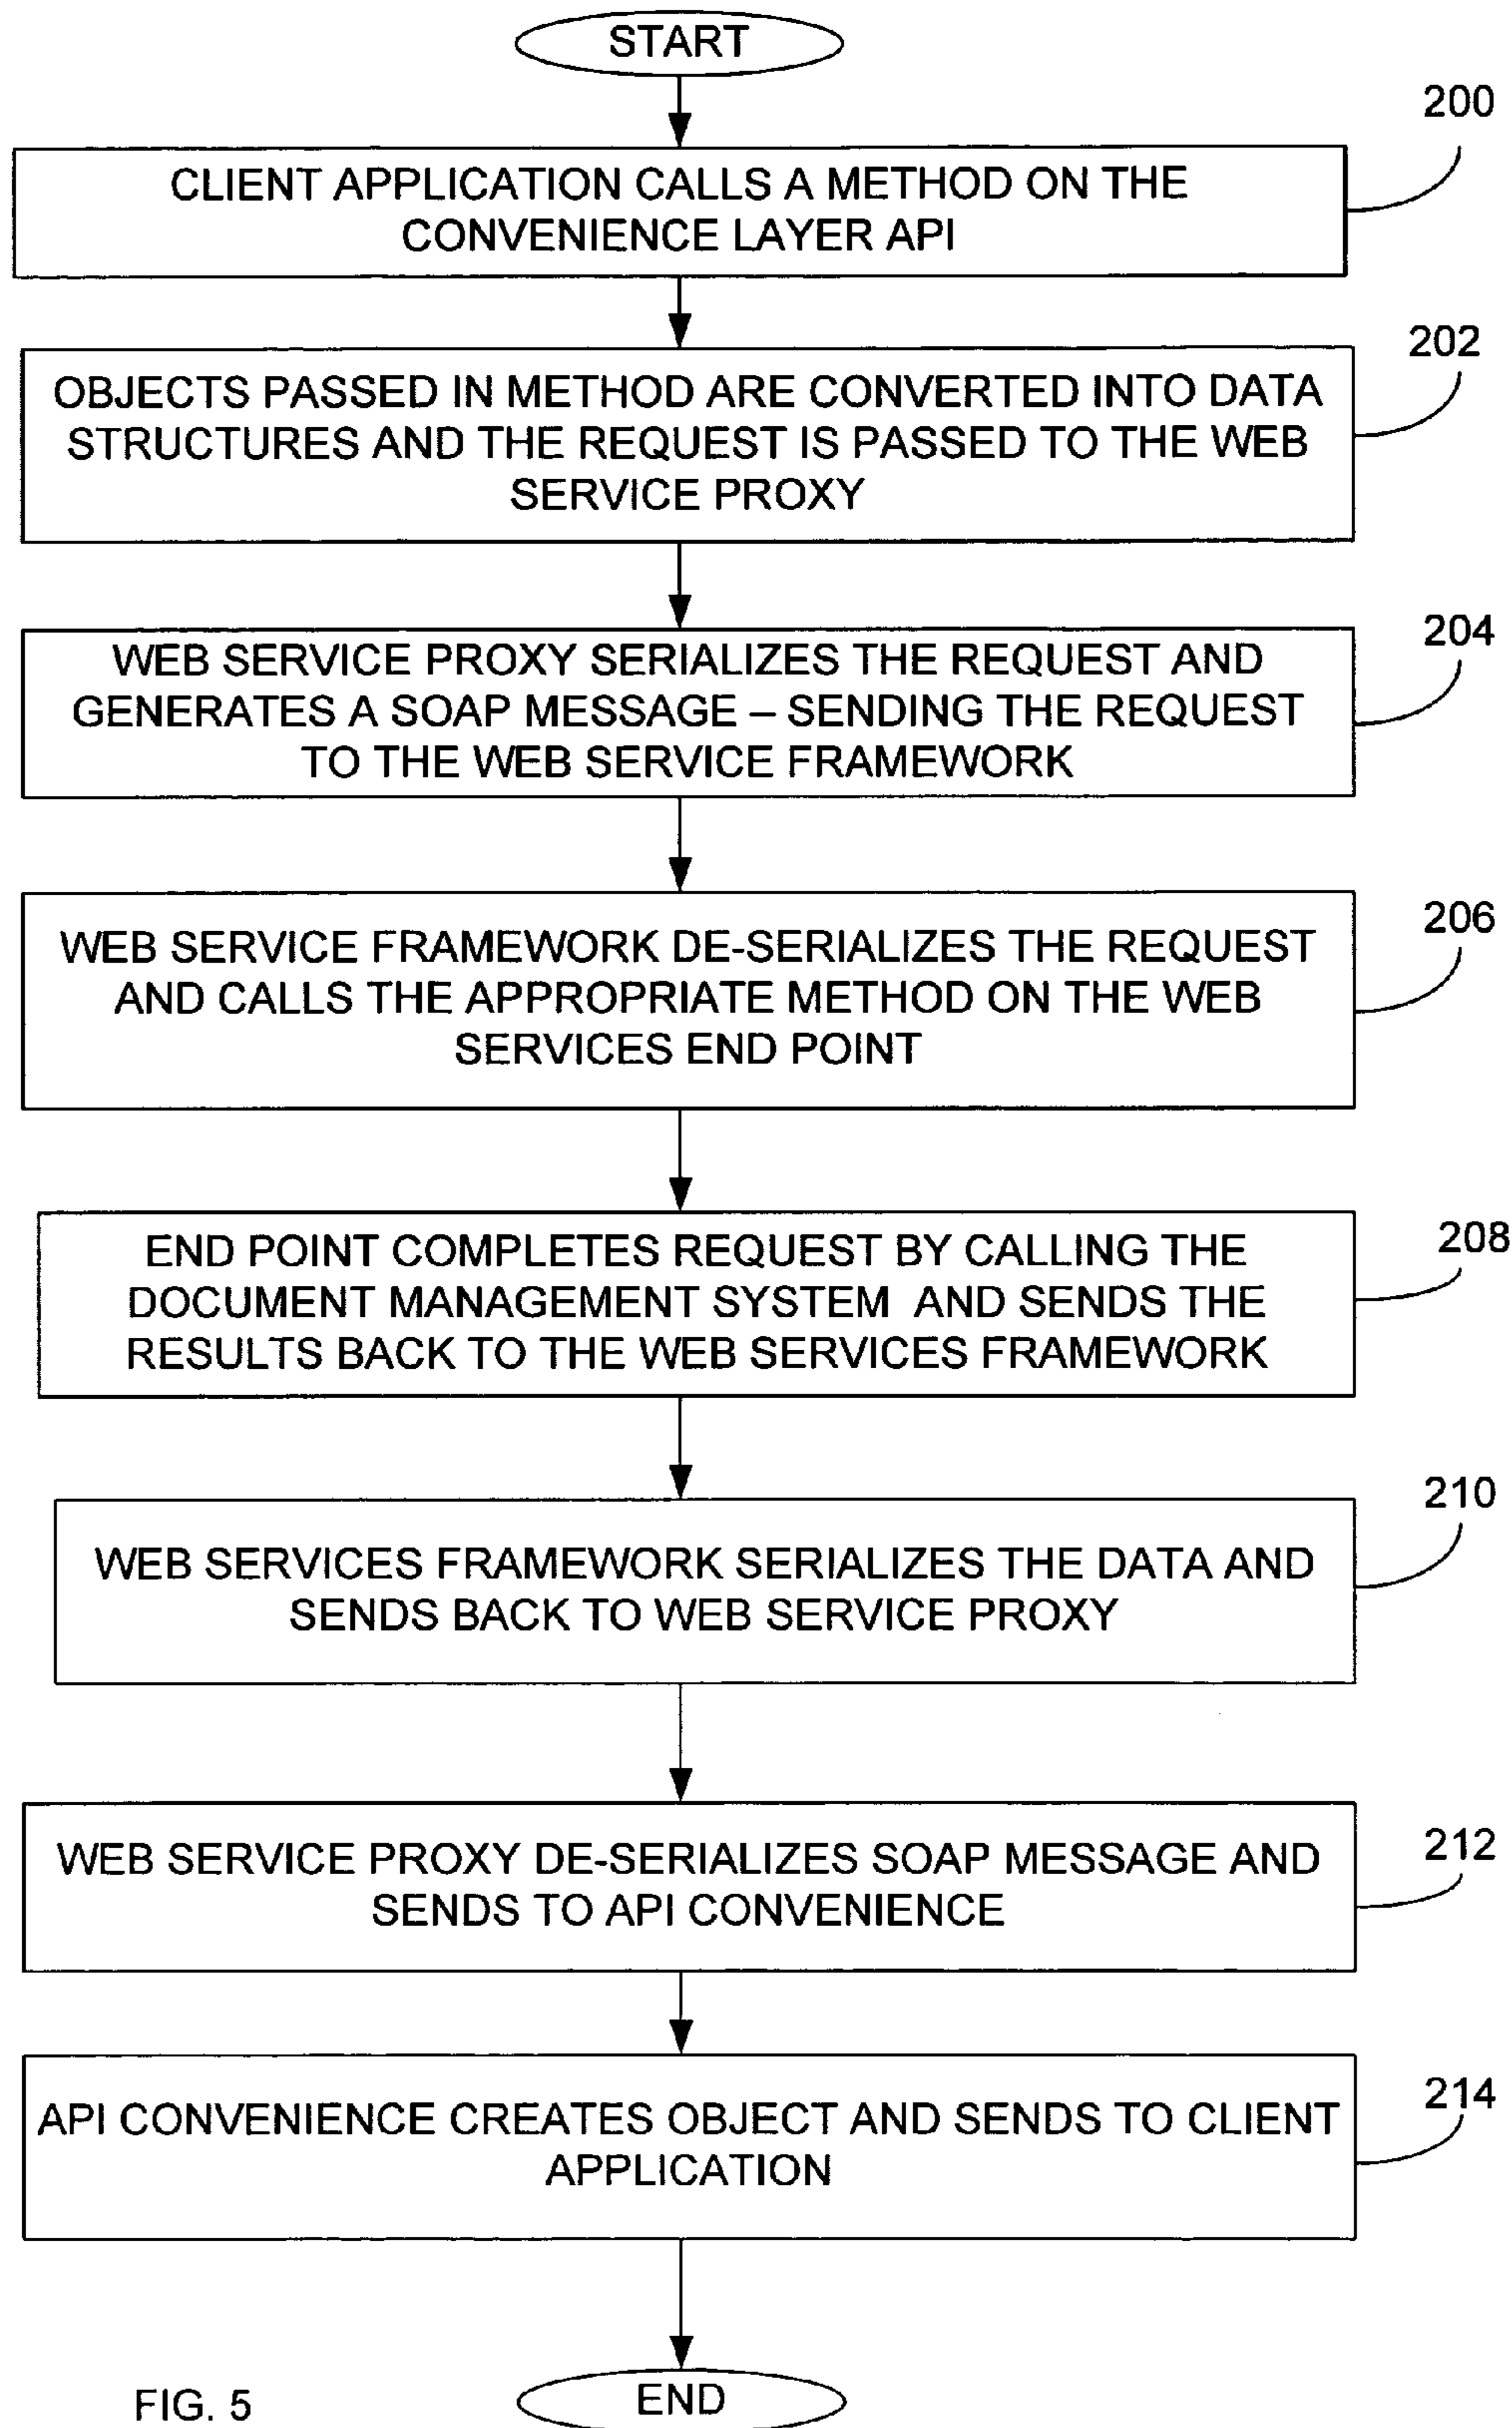 START
200
CLIENT APPLICATION CALLS A METHOD ON THE
CONVENIENCE LAYER API
202
OBJECTS PASSED IN METHOD ARE CONVERTED INTO DATA
STRUCTURES AND THE REQUEST IS PASSED TO THE WEB
SERVICE PROXY
204
WEB SERVICE PROXY SERIALIZES THE REQUEST AND
GENERATES A SOAP MESSAGE – SENDING THE REQUEST
TO THE WEB SERVICE FRAMEWORK
206
WEB SERVICE FRAMEWORK DE-SERIALIZES THE REQUEST
AND CALLS THE APPROPRIATE METHOD ON THE WEB
SERVICES END POINT
208
END POINT COMPLETES REQUEST BY CALLING THE
DOCUMENT MANAGEMENT SYSTEM AND SENDS THE
RESULTS BACK TO THE WEB SERVICES FRAMEWORK
210
WEB SERVICES FRAMEWORK SERIALIZES THE DATA AND
SENDS BACK TO WEB SERVICE PROXY
212
WEB SERVICE PROXY DE-SERIALIZES SOAP MESSAGE AND
SENDS TO API CONVENIENCE
214
API CONVENIENCE CREATES OBJECT AND SENDS TO CLIENT
APPLICATION
END
FIG. 5